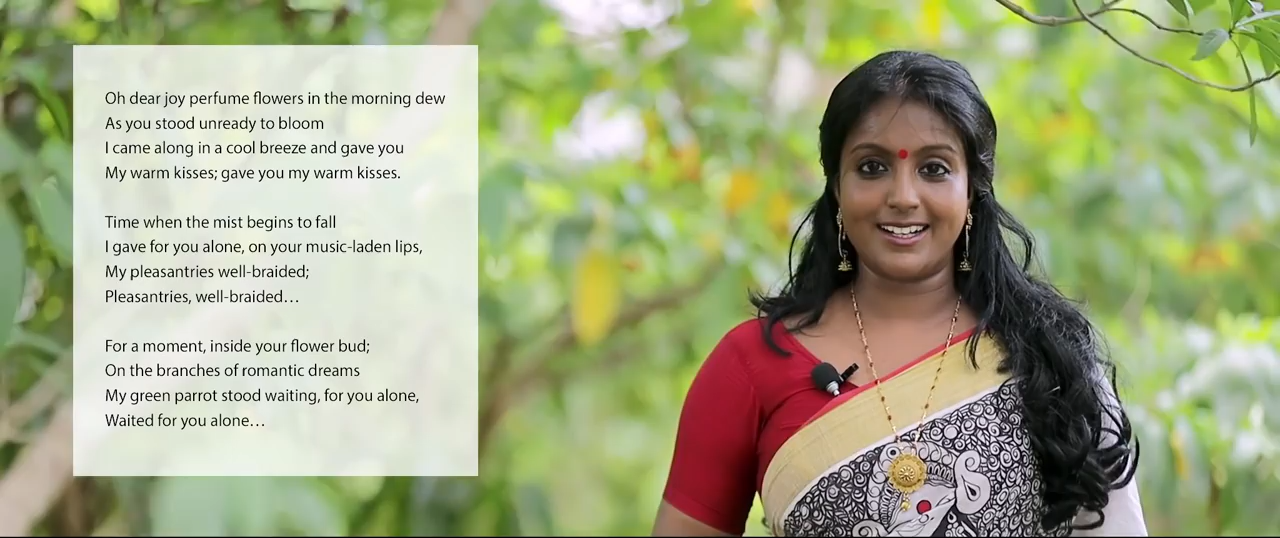 Oh dear joy perfume flowers in the morning dew
As you stood unready to bloom
I came along in a cool breeze and gave you
My warm kisses; gave you my warm kisses.
Time when the mist begins to fall
I gave for you alone, on your music-laden lips,
My pleasantries well-braided;
Pleasantries, well-braided…
For a moment, inside your flower bud;
On the branches of romantic dreams
My green parrot stood waiting, for you alone,
Waited for you alone…